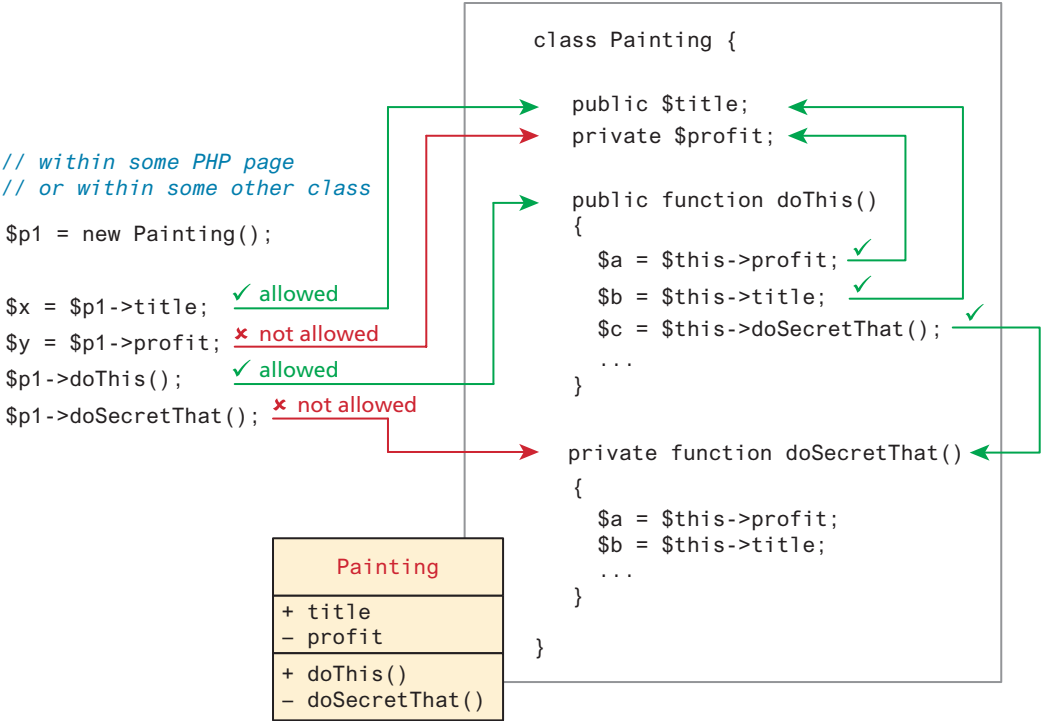 class Painting {
public $title;
private $profit;
// within some PHP page
// or within some other class
$p1 = new Painting();
$x = $p1->title;
✓ allowed
$y = $p1->profit;
✘ not allowed
$p1->doThis();
✓ allowed
$p1->doSecretThat();
✘ not allowed
public function doThis()
{
$a = $this->profit; ✓
$b = $this->title; ✓
$c = $this->doSecretThat(); ✓
...
}
private function doSecretThat()
{
$a = $this->profit;
$b = $this->title;
...
}
}
Painting
+ title
– profit
+ doThis()
– doSecretThat()